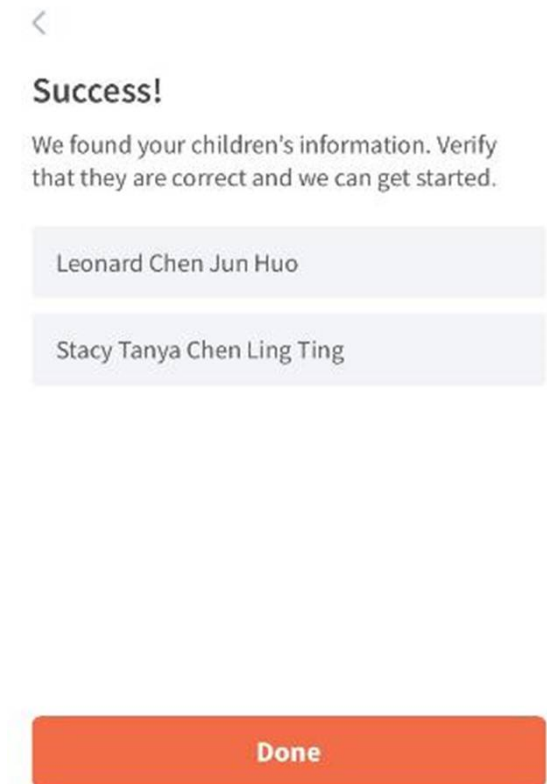 Success!
We found your children's information. Verify
that they are correct and we can get started.
Leonard Chen Jun Huo
Stacy Tanya Chen Ling Ting
Done